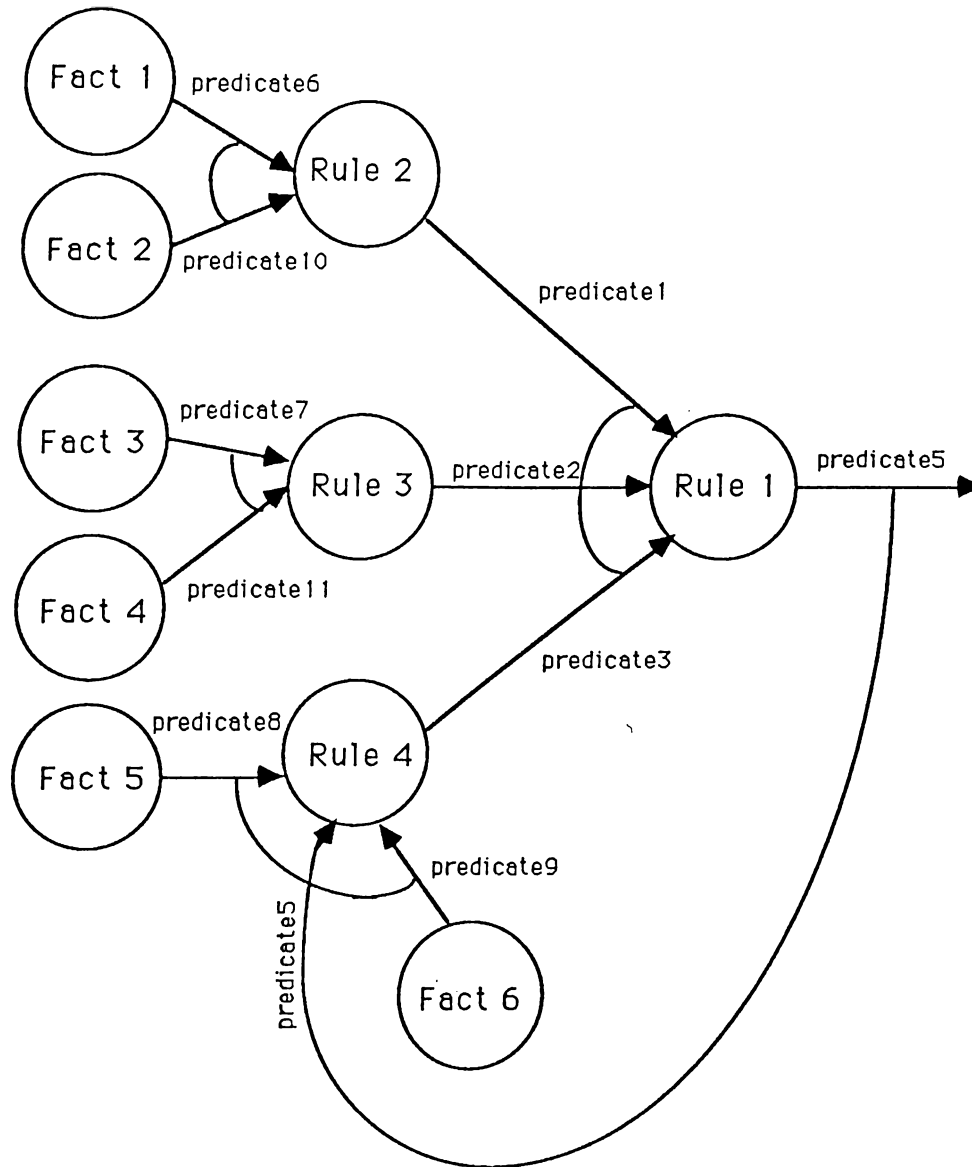 Fact 1
predicate6
Rule 2
Fact 2
predicate10
predicate1
Fact 3
predicate7
Rule 3
predicate2
Rule 1
predicate5
Fact 4
predicate11
predicate3
Fact 5
predicate8
Rule 4
predicate9
predicate5
Fact 6